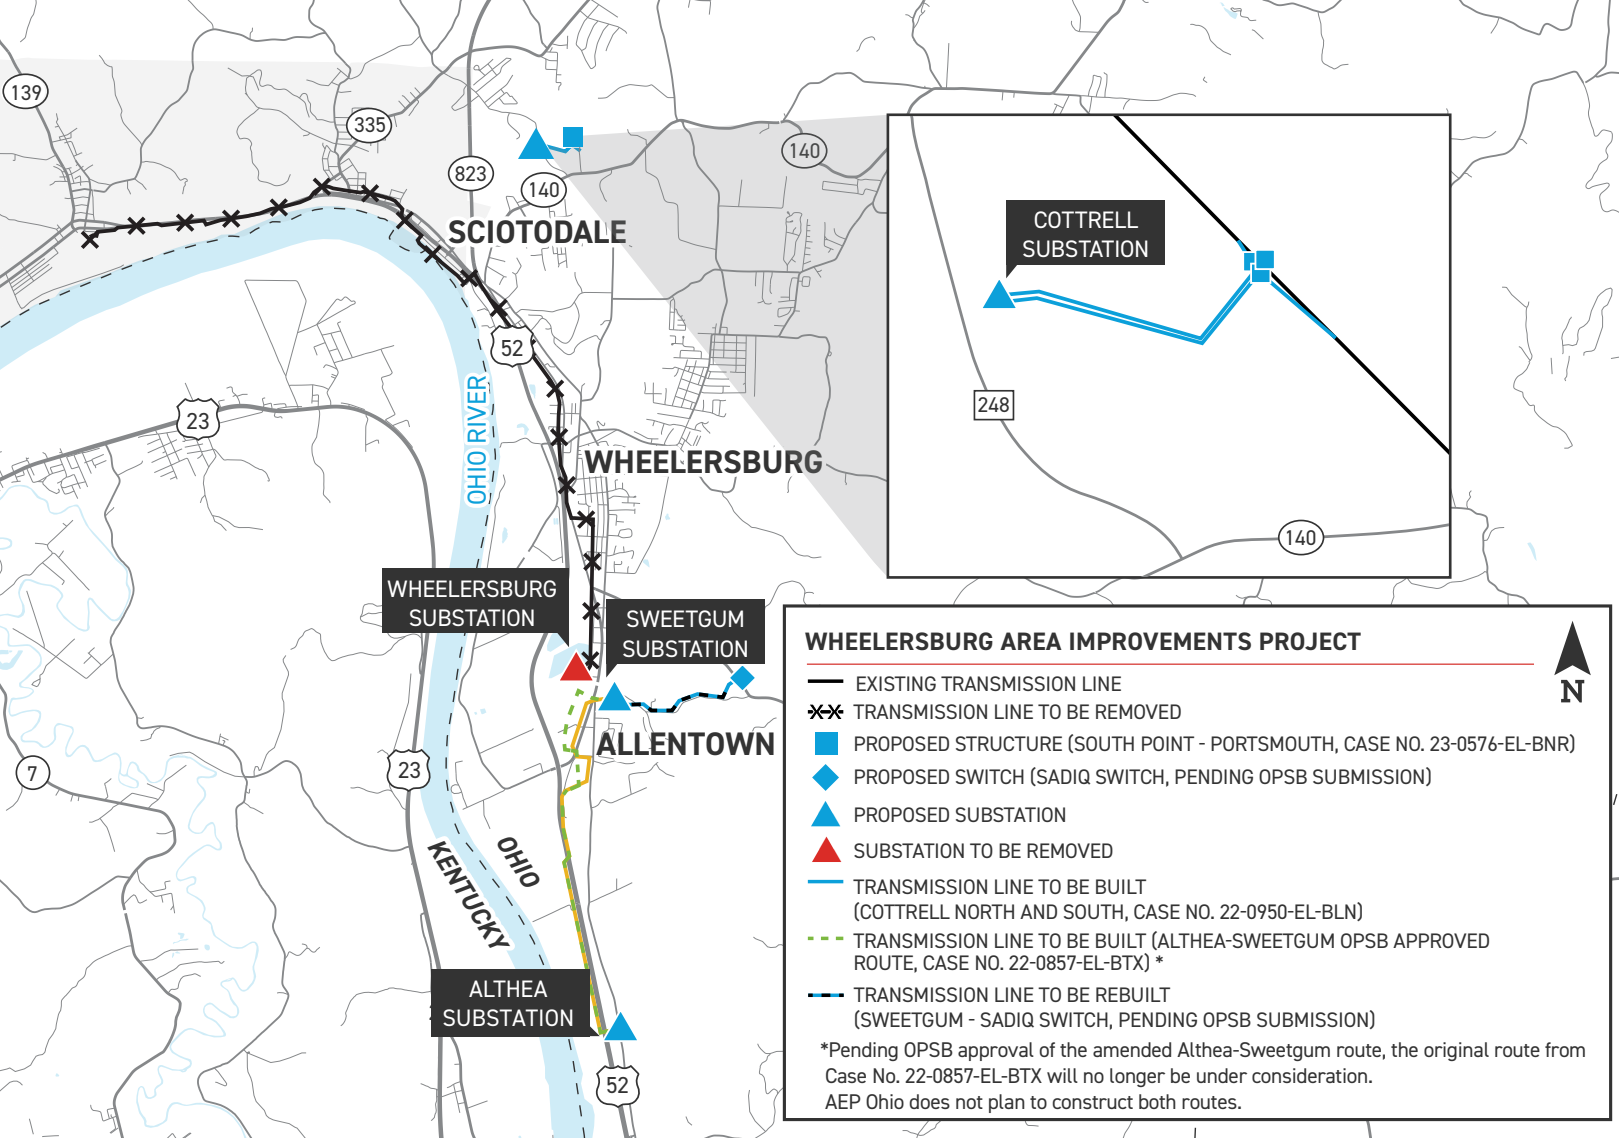 139
335
823
140
140
SCIOTODALE
52
23
OHIO RIVER
WHEELERSBURG
WHEELERSBURG
SUBSTATION
SWEETGUM
SUBSTATION
ALLENTOWN
23
7
OHIO
KENTUCKY
ALTHEA
SUBSTATION
52
COTTRELL
SUBSTATION
248
140
WHEELERSBURG AREA IMPROVEMENTS PROJECT
N
EXISTING TRANSMISSION LINE
TRANSMISSION LINE TO BE REMOVED
PROPOSED STRUCTURE (SOUTH POINT - PORTSMOUTH, CASE NO. 23-0576-EL-BNR)
PROPOSED SWITCH (SADIQ SWITCH, PENDING OPSB SUBMISSION)
PROPOSED SUBSTATION
SUBSTATION TO BE REMOVED
TRANSMISSION LINE TO BE BUILT
(COTTRELL NORTH AND SOUTH, CASE NO. 22-0950-EL-BLN)
TRANSMISSION LINE TO BE BUILT (ALTHEA-SWEETGUM OPSB APPROVED
ROUTE, CASE NO. 22-0857-EL-BTX) *
TRANSMISSION LINE TO BE REBUILT
(SWEETGUM - SADIQ SWITCH, PENDING OPSB SUBMISSION)
*Pending OPSB approval of the amended Althea-Sweetgum route, the original route from
Case No. 22-0857-EL-BTX will no longer be under consideration.
AEP Ohio does not plan to construct both routes.